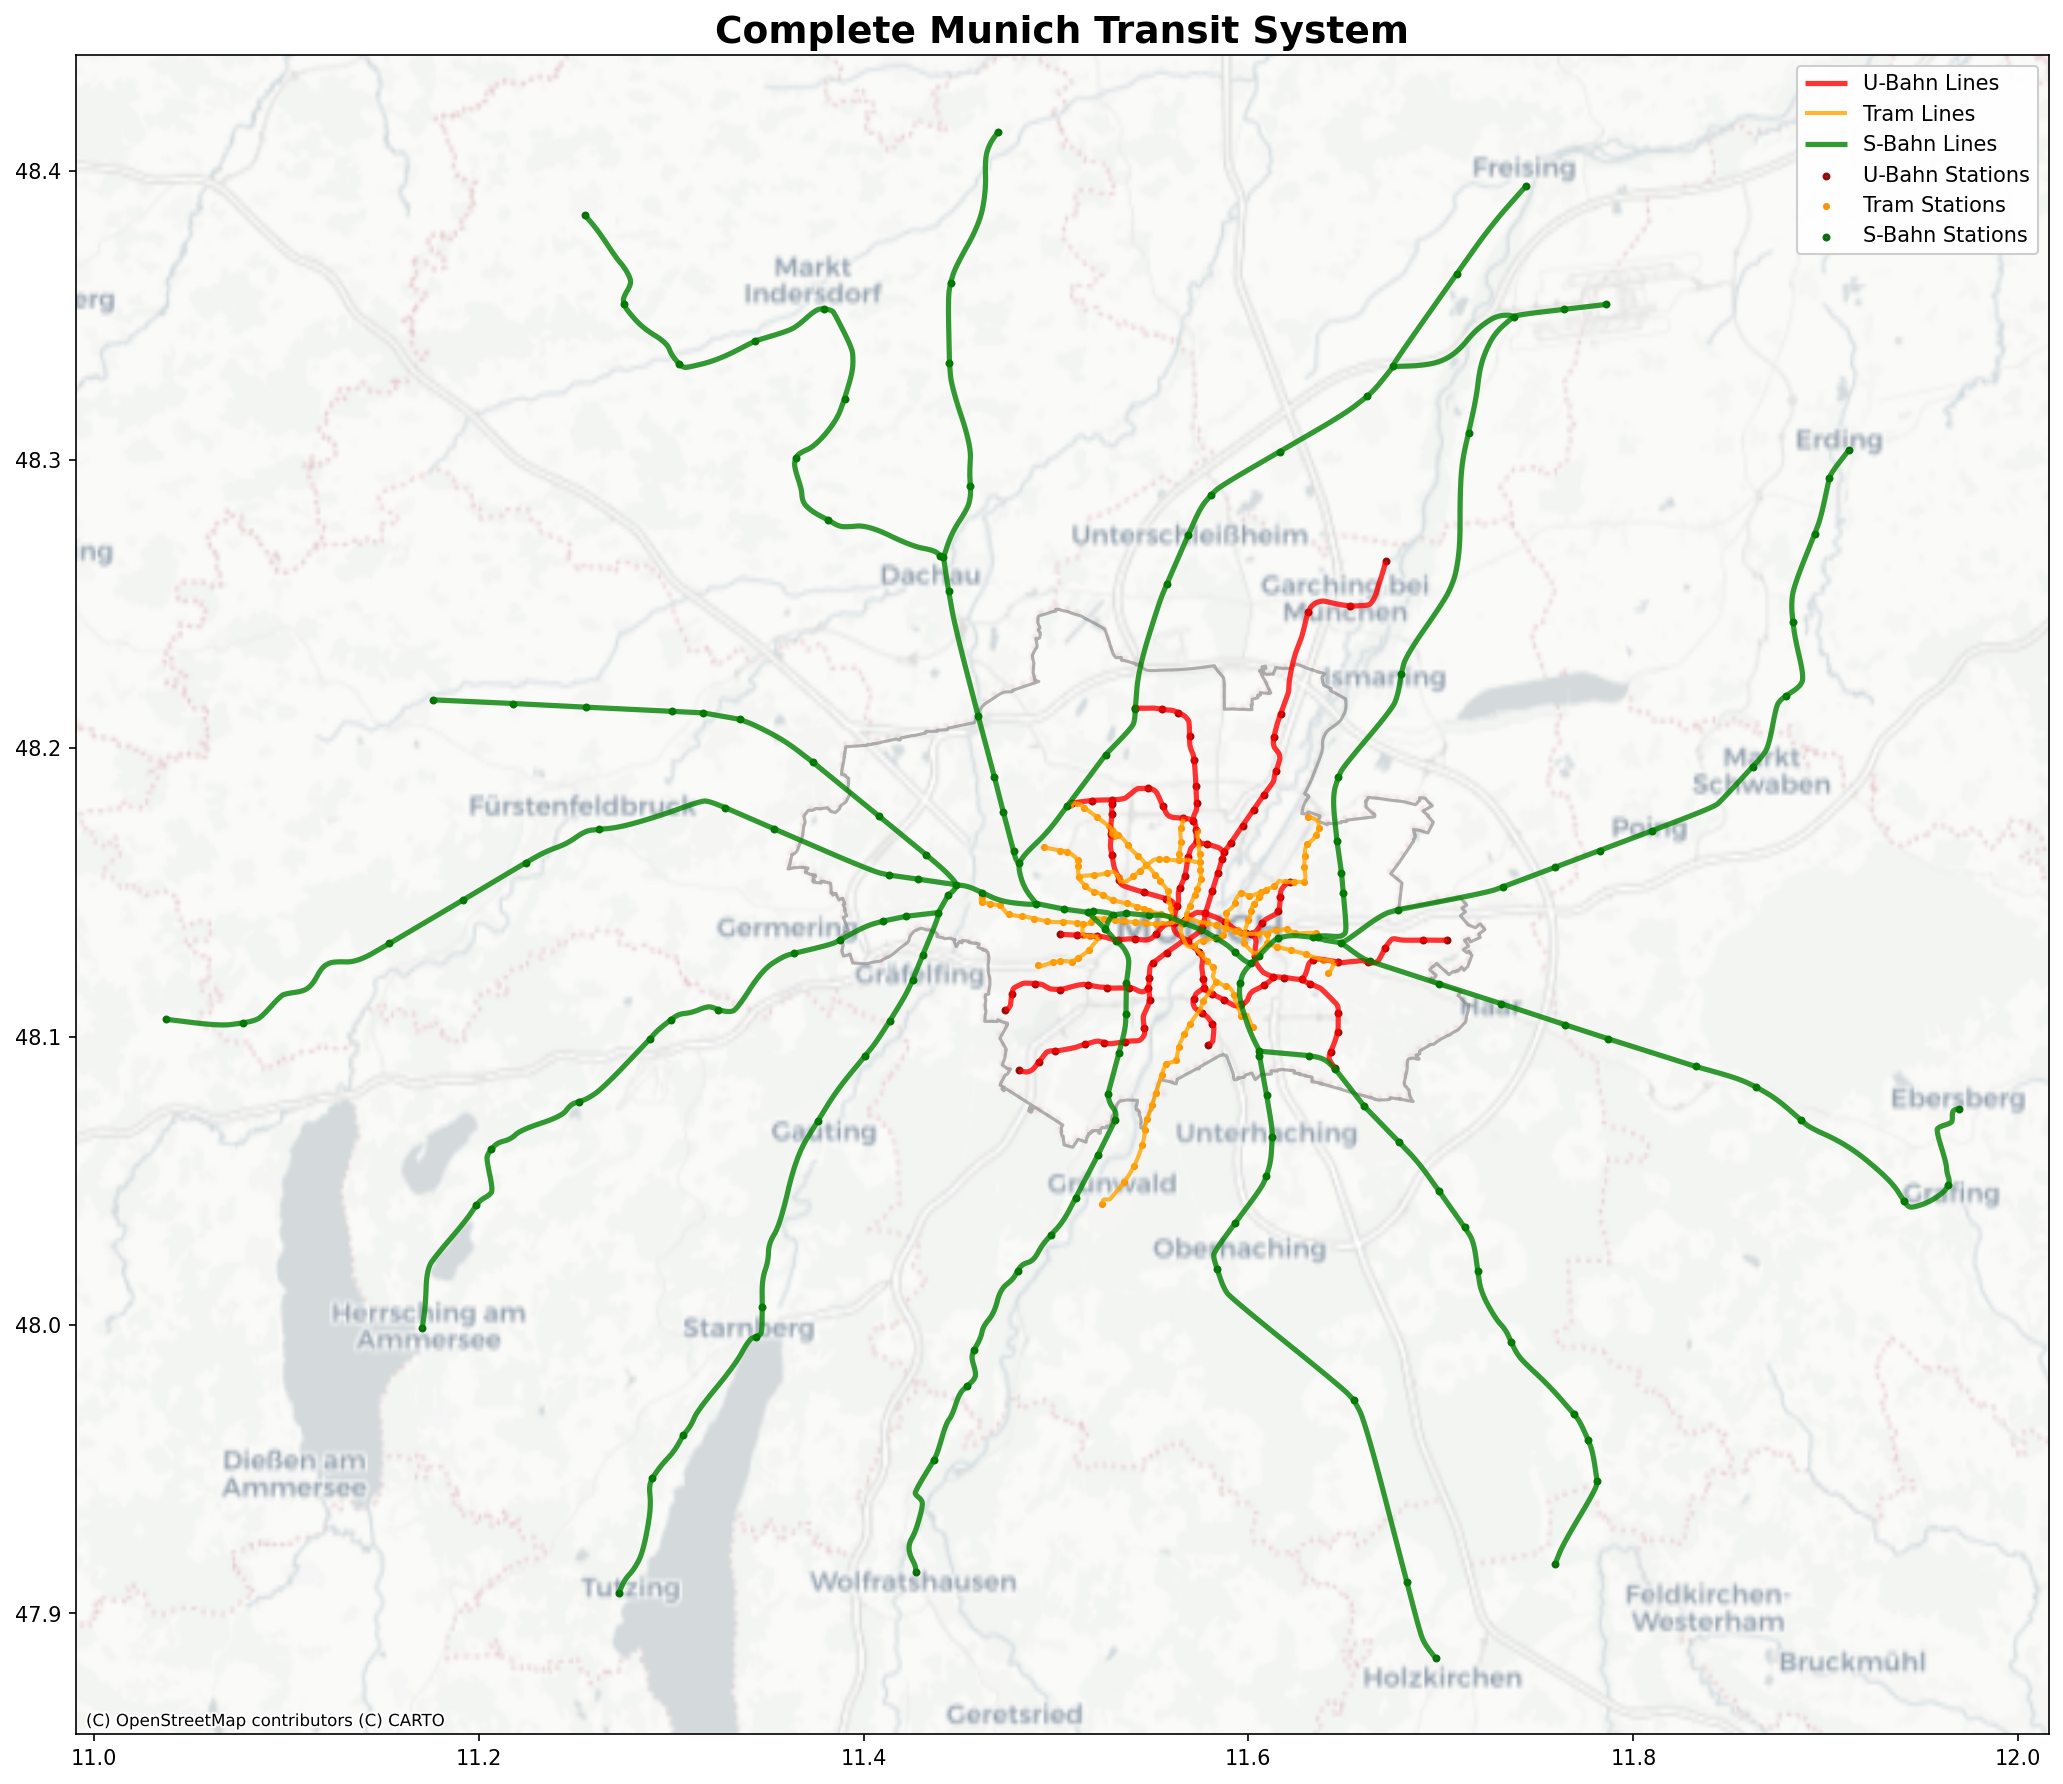 Complete Munich Transit System
U-Bahn Lines
Tram Lines
S-Bahn Lines
U-Bahn Stations
Tram Stations
S-Bahn Stations
48.4
48.3
48.2
48.1
48.0
47.9
Freising
Markt
Indersdorf
erg
Erding
ng
Unterschleißheim
Dachau
Garching bei
München
Ismaning
Markt
Schwaben
Fürstenfeldbruck
Poing
Germering
Gräfelfing
Haar
Ebersberg
Gauting
Unterhaching
Grünwald
Grafing
Oberhaching
Herrsching am
Ammersee
Starnberg
Dießen am
Ammersee
Tutzing
Wolfratshausen
Feldkirchen-
Westerham
Bruckmühl
Holzkirchen
Geretsried
(C) OpenStreetMap contributors (C) CARTO
11.0
11.2
11.4
11.6
11.8
12.0